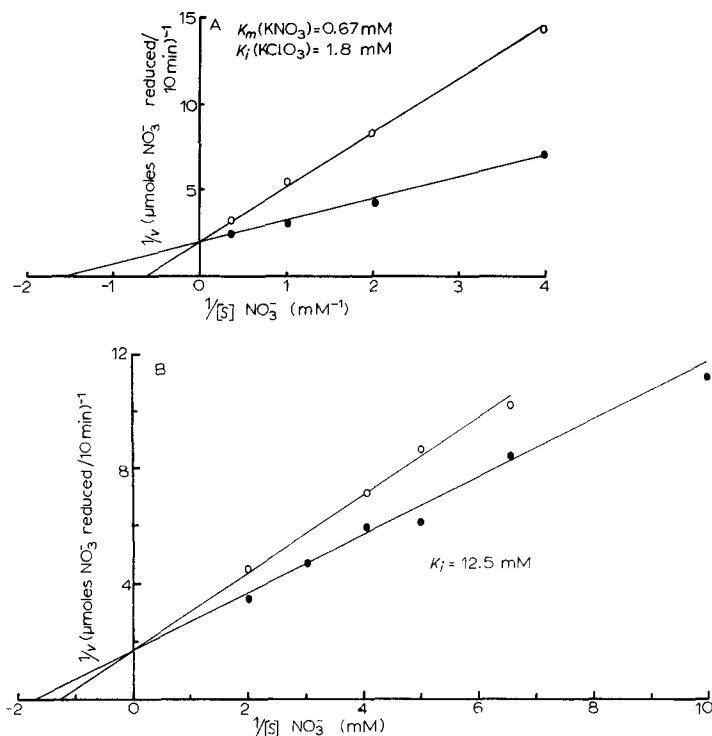 A
Km(KNO3)=0.67mM
Ki(KClO3)= 1.8 mM
1/v (μmoles NO3- reduced/
10 min)-1
15
10
5
-2 -1 0 1 2 3 4
1/[S] NO3- (mM-1)
B
1/v (μmoles NO3- reduced/10 min)-1
12
8
4
Ki = 12.5 mM
-2 0 2 4 6 8 10
1/[S] NO3- (mM)